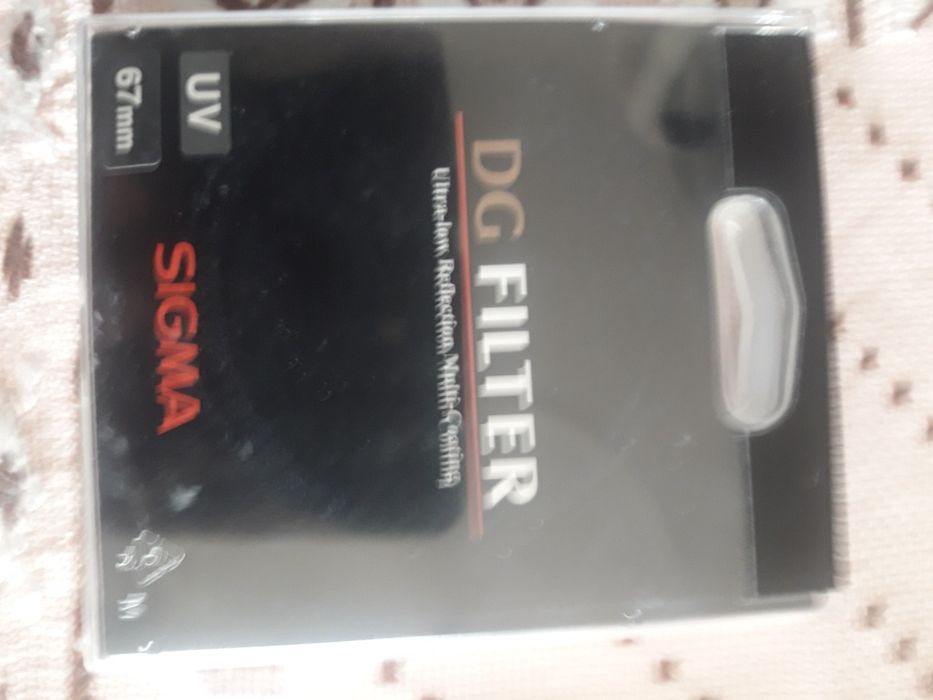 DG FILTER
Ultra-low Reflection Multi-Coating
UV
67mm
SIGMA